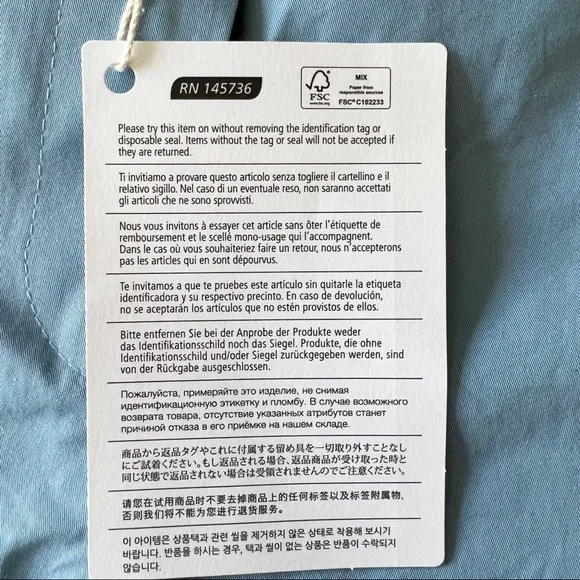 RN 145736
FSC
www.fsc.org
MIX
Paper from
responsible sources
FSC® C102233
Please try this item on without removing the identification tag or
disposable seal. Items without the tag or seal will not be accepted if
they are returned.
Ti invitiamo a provare questo articolo senza togliere il cartellino e il
relativo sigillo. Nel caso di un eventuale reso, non saranno accettati
gli articoli che ne sono sprovvisti.
Nous vous invitons à essayer cet article sans ôter l'étiquette de
remboursement et le scellé mono-usage qui l'accompagnent.
Dans le cas où vous souhaiteriez faire un retour, nous n'accepterons
pas les articles qui en sont dépourvus.
Te invitamos a que te pruebes este artículo sin quitarle la etiqueta
identificadora y su respectivo precinto. En caso de devolución,
no se aceptarán los artículos que no estén provistos de ellos.
Bitte entfernen Sie bei der Anprobe der Produkte weder
das Identifikationsschild noch das Siegel. Produkte, die ohne
Identifikationsschild und/oder Siegel zurückgegeben werden, sind
von der Rückgabe ausgeschlossen.
Пожалуйста, примеряйте это изделие, не снимая
идентификационную этикетку и пломбу. В случае возможного
возврата товара, отсутствие указанных атрибутов станет
причиной отказа в его приёмке на нашем складе.
商品から返品タグやこれに付属する留め具を一切取り外すことなし
にご試着ください。もし返品される場合、返品商品が受け取った時と
同じ状態で返品されない場合は受領されませんのでご注意ください。
请您在试用商品时不要去掉商品上的任何标签以及标签附属物,
否则我们将不能为您进行退货服务。
이 아이템은 상품택과 관련 씰을 제거하지 않은 상태로 착용해 보시기
바랍니다. 반품을 하시는 경우, 택과 씰이 없는 상품은 반품이 수락되지
않습니다.